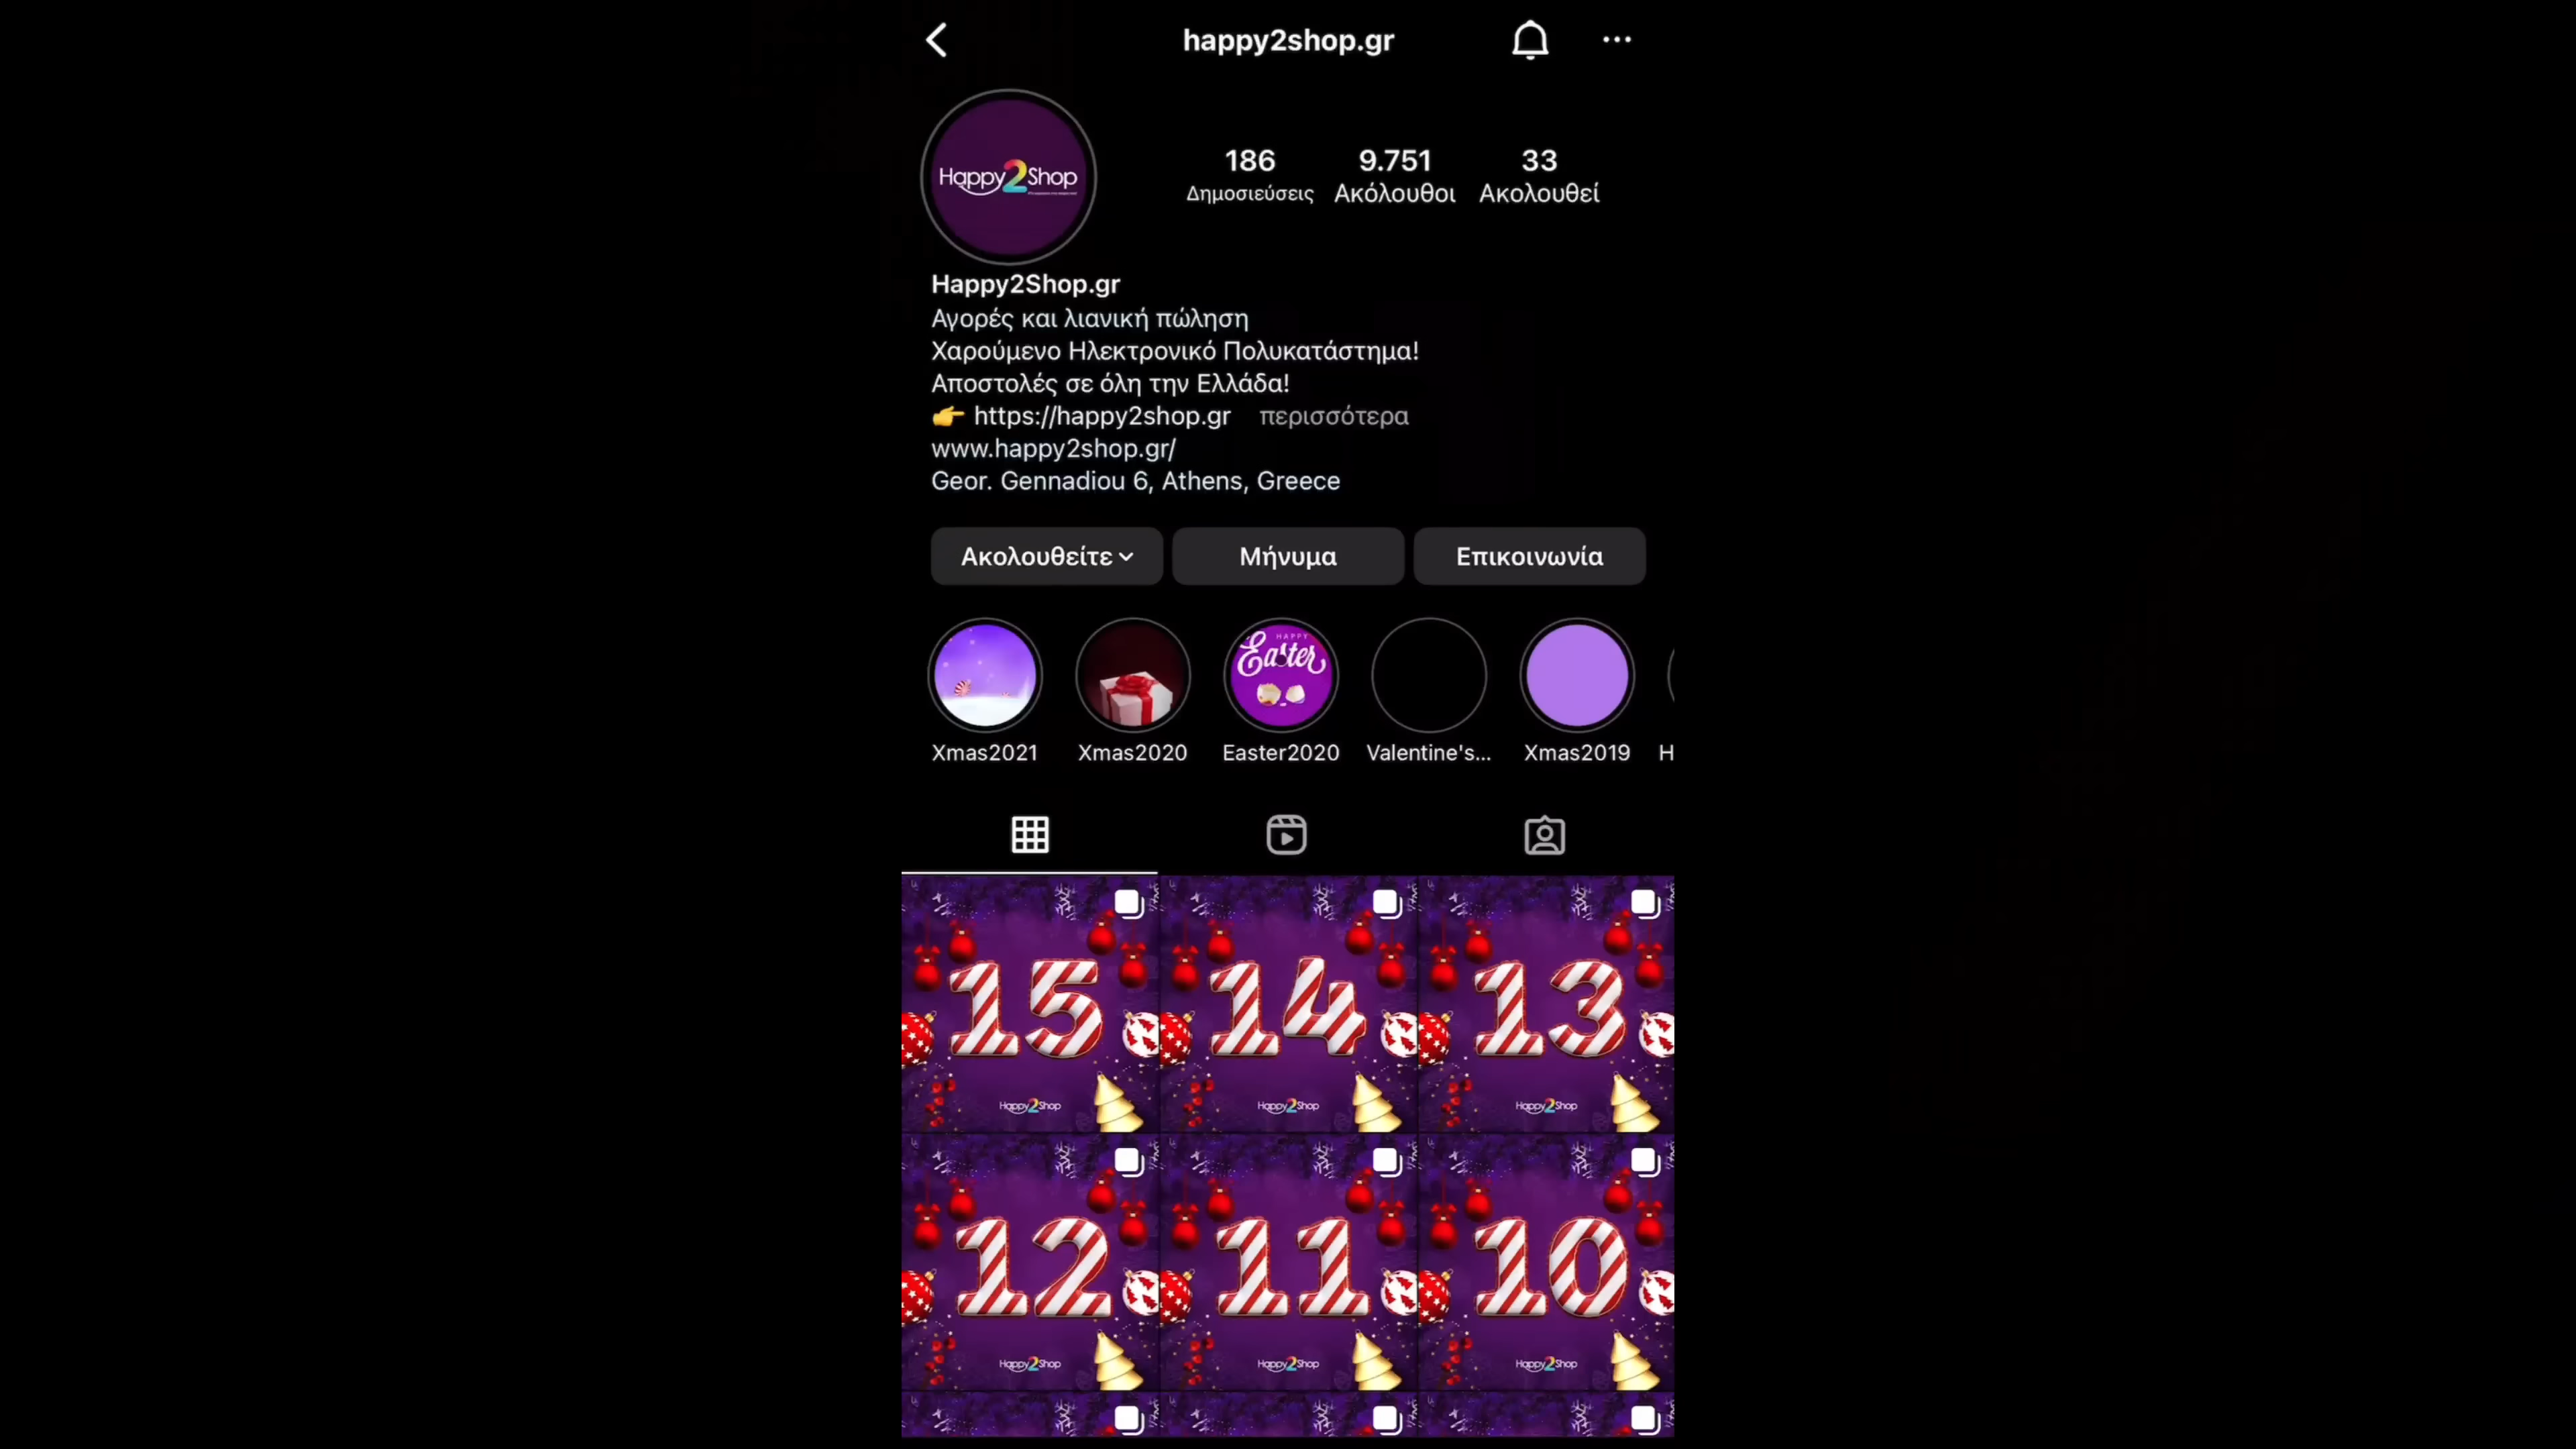 happy2shop.gr
Happy2Shop
186
Δημοσιεύσεις
9.751
Ακόλουθοι
33
Ακολουθεί
Happy2Shop.gr
Αγορές και λιανική πώληση
Χαρούμενο Ηλεκτρονικό Πολυκατάστημα!
Αποστολές σε όλη την Ελλάδα!
👉 https://happy2shop.gr περισσότερα
www.happy2shop.gr/
Geor. Gennadiou 6, Athens, Greece
Ακολουθείτε
Μήνυμα
Επικοινωνία
HAPPY
Easter
Xmas2021
Xmas2020
Easter2020
Valentine's...
Xmas2019
H
15
Happy2Shop
14
Happy2Shop
13
Happy2Shop
12
Happy2Shop
11
Happy2Shop
10
Happy2Shop